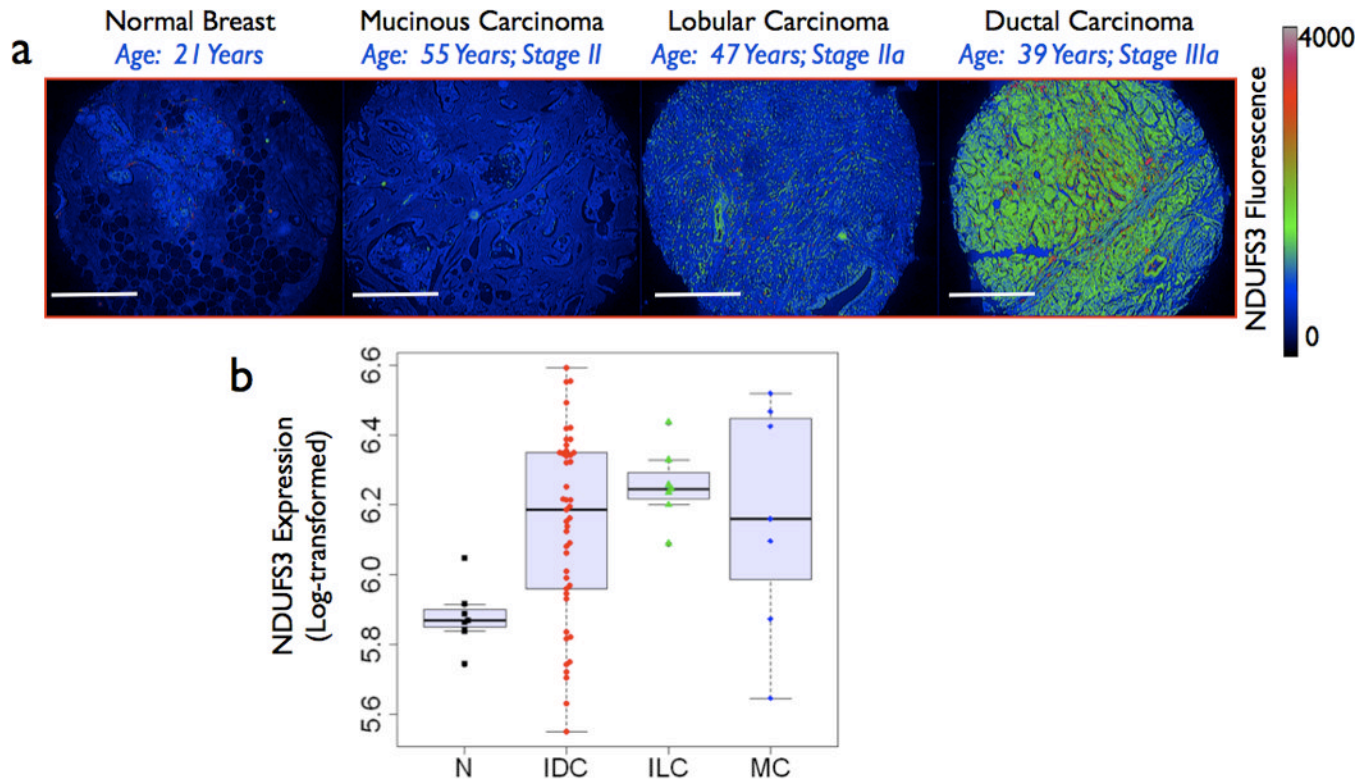 Normal Breast
Age: 21 Years
Mucinous Carcinoma
Age: 55 Years; Stage II
Lobular Carcinoma
Age: 47 Years; Stage IIa
Ductal Carcinoma
Age: 39 Years; Stage IIIa
a
4000
0
NDUFS3 Fluorescence
b
NDUFS3 Expression
(Log-transformed)
6.6
6.4
6.2
6.0
5.8
5.6
N
IDC
ILC
MC